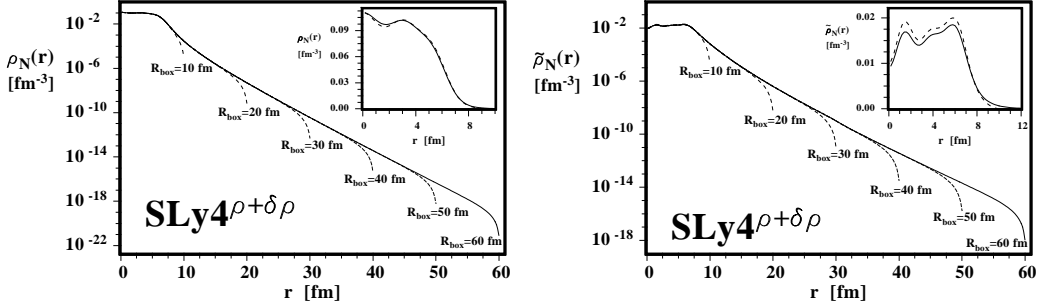 10⁻²
10⁻⁶
10⁻¹⁰
10⁻¹⁴
10⁻¹⁸
10⁻²²
ρN(r)
[fm⁻³]
0 10 20 30 40 50 60
r [fm]
Rbox=10 fm
Rbox=20 fm
Rbox=30 fm
Rbox=40 fm
Rbox=50 fm
Rbox=60 fm
SLy4ρ+δρ
0.09
0.06
0.03
0.00
ρN(r)
[fm⁻³]
0 4 8
r [fm]
10⁻²
10⁻⁶
10⁻¹⁰
10⁻¹⁴
10⁻¹⁸
ρ̃N(r)
[fm⁻³]
0 10 20 30 40 50 60
r [fm]
Rbox=10 fm
Rbox=20 fm
Rbox=30 fm
Rbox=40 fm
Rbox=50 fm
Rbox=60 fm
SLy4ρ+δρ
0.02
0.01
0.00
ρ̃N(r)
[fm⁻³]
0 4 8 12
r [fm]